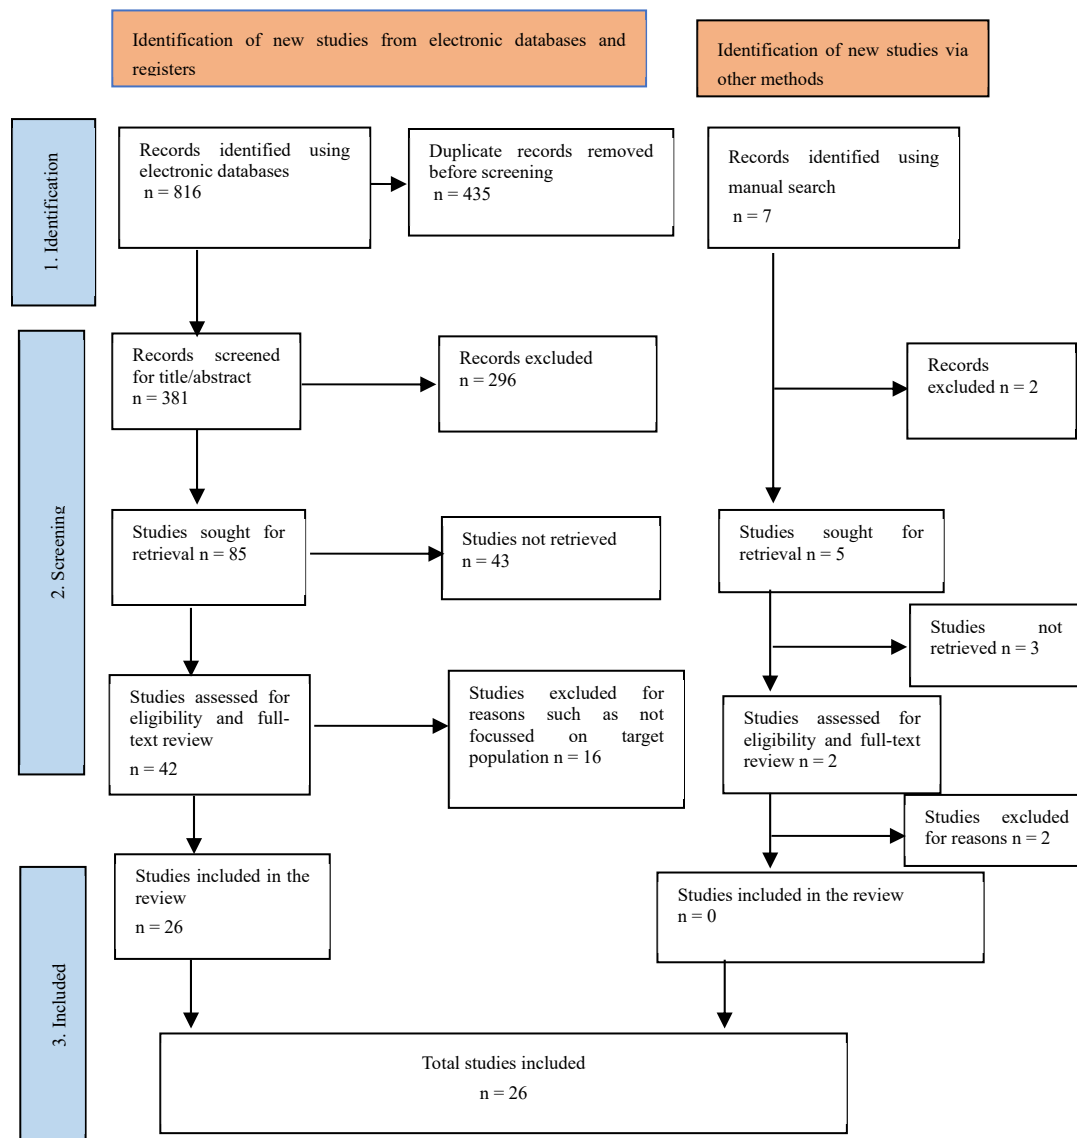 Identification of new studies from electronic databases and
registers
Identification of new studies via
other methods
1. Identification
Records identified using
electronic databases
n = 816
Duplicate records removed
before screening
n = 435
Records identified using
manual search
n = 7
2. Screening
Records screened
for title/abstract
n = 381
Records excluded
n = 296
Records
excluded n = 2
Studies sought for
retrieval n = 85
Studies not retrieved
n = 43
Studies sought for
retrieval n = 5
Studies not
retrieved n = 3
Studies assessed for
eligibility and full-
text review
n = 42
Studies excluded for
reasons such as not
focussed on target
population n = 16
Studies assessed for
eligibility and full-text
review n = 2
Studies excluded
for reasons n = 2
3. Included
Studies included in the
review
n = 26
Studies included in the review
n = 0
Total studies included
n = 26